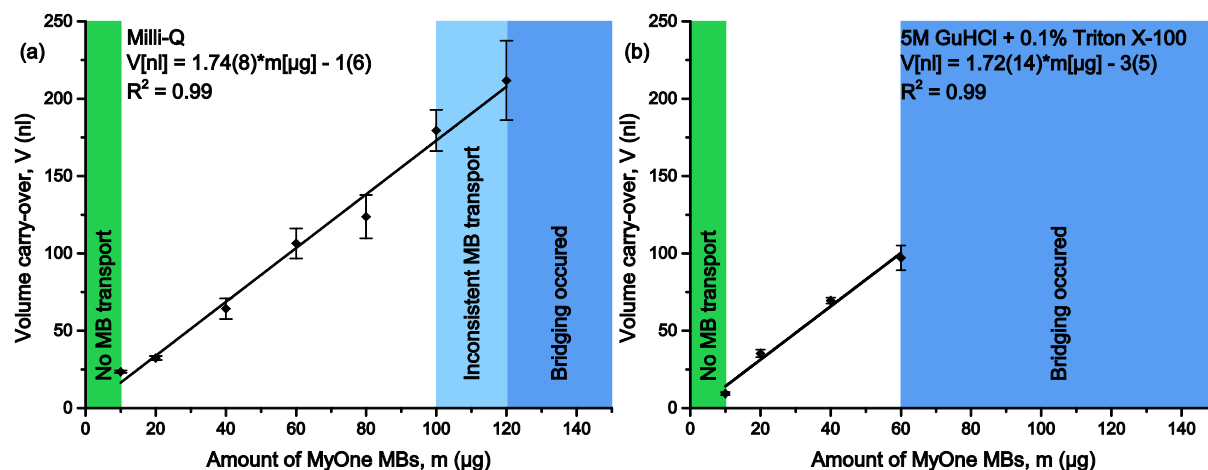 (a)
Milli-Q
V[nl] = 1.74(8)*m[µg] - 1(6)
R² = 0.99
No MB transport
Inconsistent MB transport
Bridging occured
Volume carry-over, V (nl)
250
200
150
100
50
0
0 20 40 60 80 100 120 140
Amount of MyOne MBs, m (µg)
(b)
5M GuHCl + 0.1% Triton X-100
V[nl] = 1.72(14)*m[µg] - 3(5)
R² = 0.99
No MB transport
Bridging occured
Volume carry-over, V (nl)
250
200
150
100
50
0
0 20 40 60 80 100 120 140
Amount of MyOne MBs, m (µg)